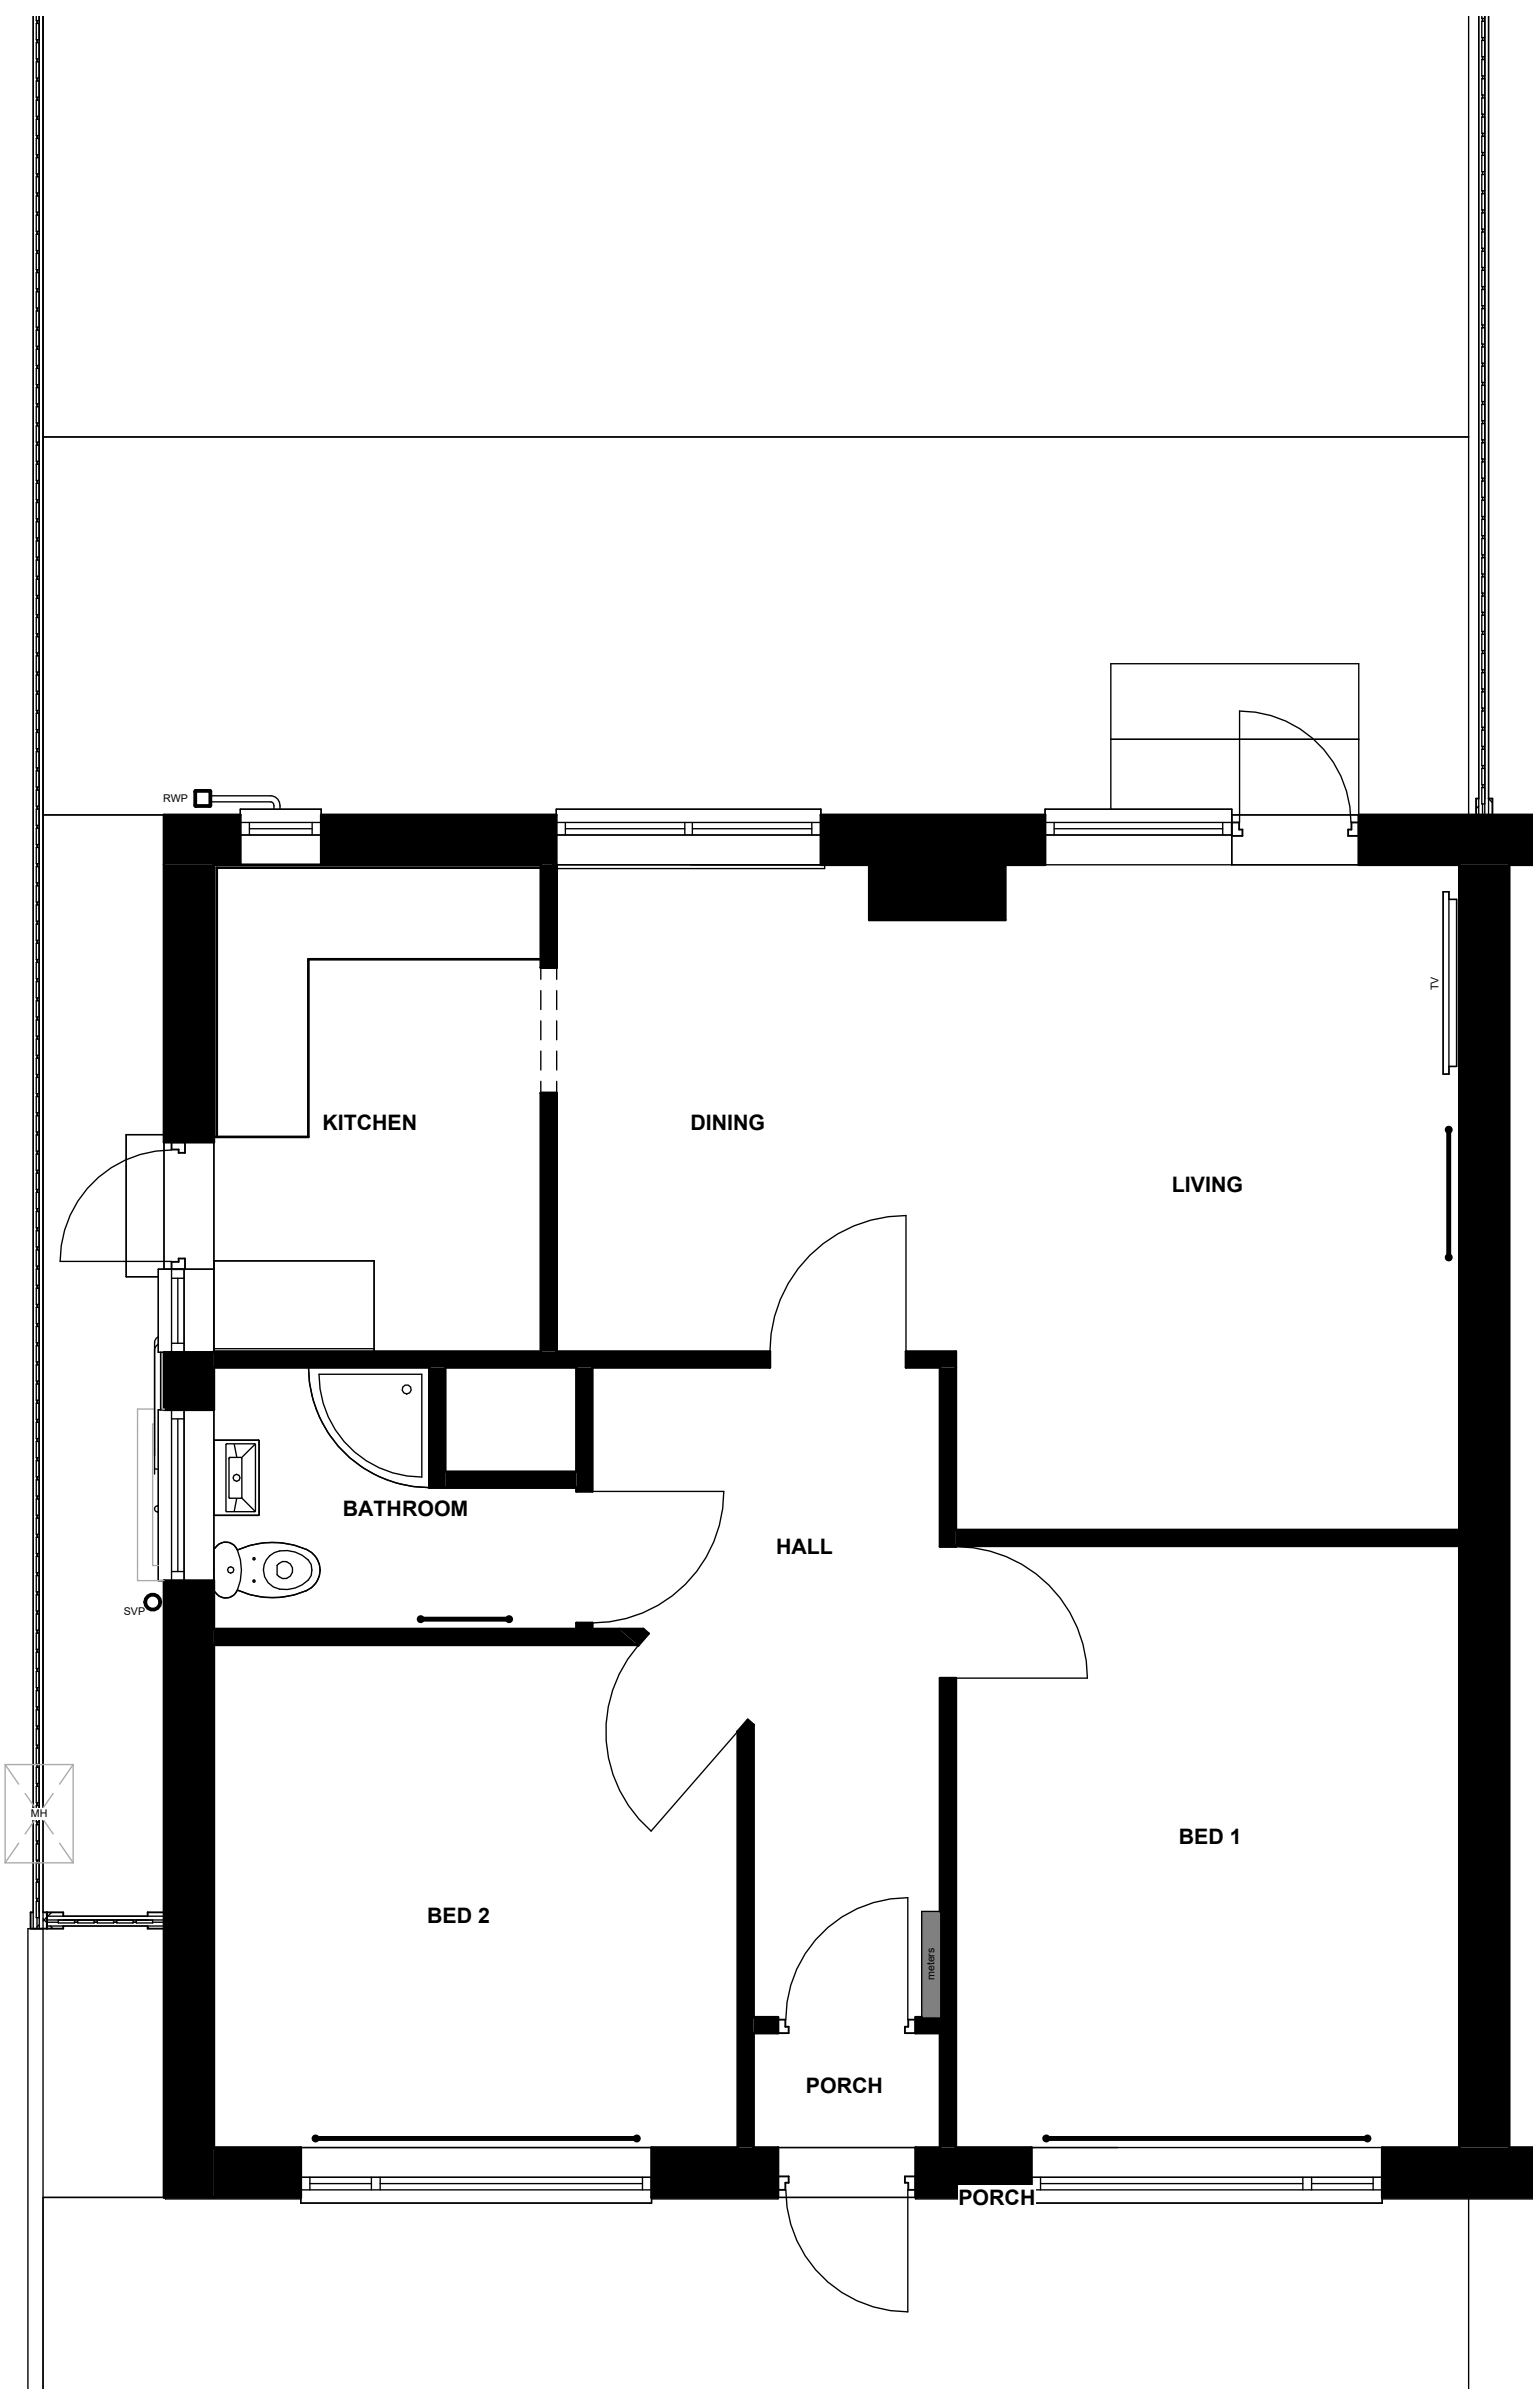 RWP
TV
KITCHEN
DINING
LIVING
BATHROOM
HALL
SVP
MH
BED 1
BED 2
meters
PORCH
PORCH